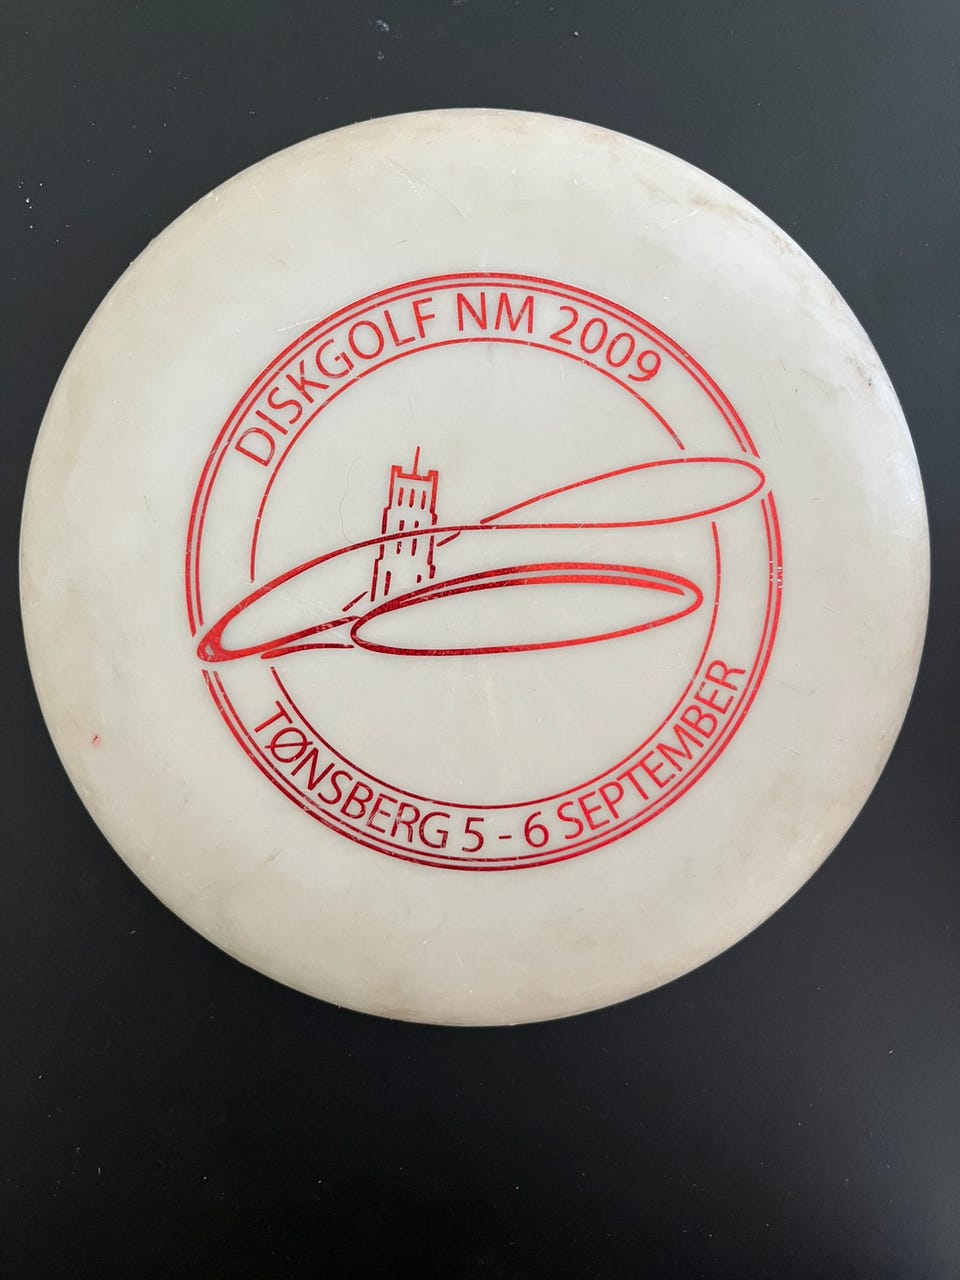 DISKGOLF NM 2009
TØNSBERG 5 - 6 SEPTEMBER